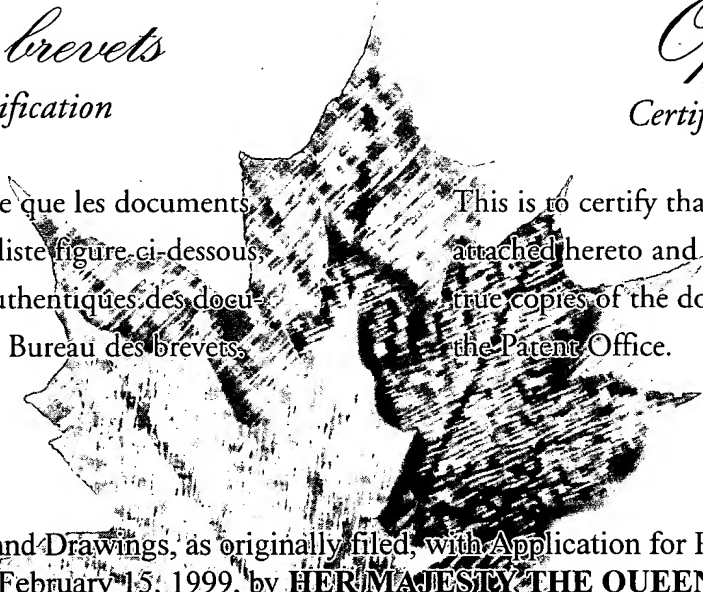 brevets
ification
Certif
e que les documents
liste figure ci-dessous,
uthentiques des docu-
Bureau des brevets.
This is to certify tha
attached hereto and
true copies of the do
the Patent Office.
and Drawings, as originally filed, with Application for
February 15, 1999, by HER MAJESTY THE QUEEN